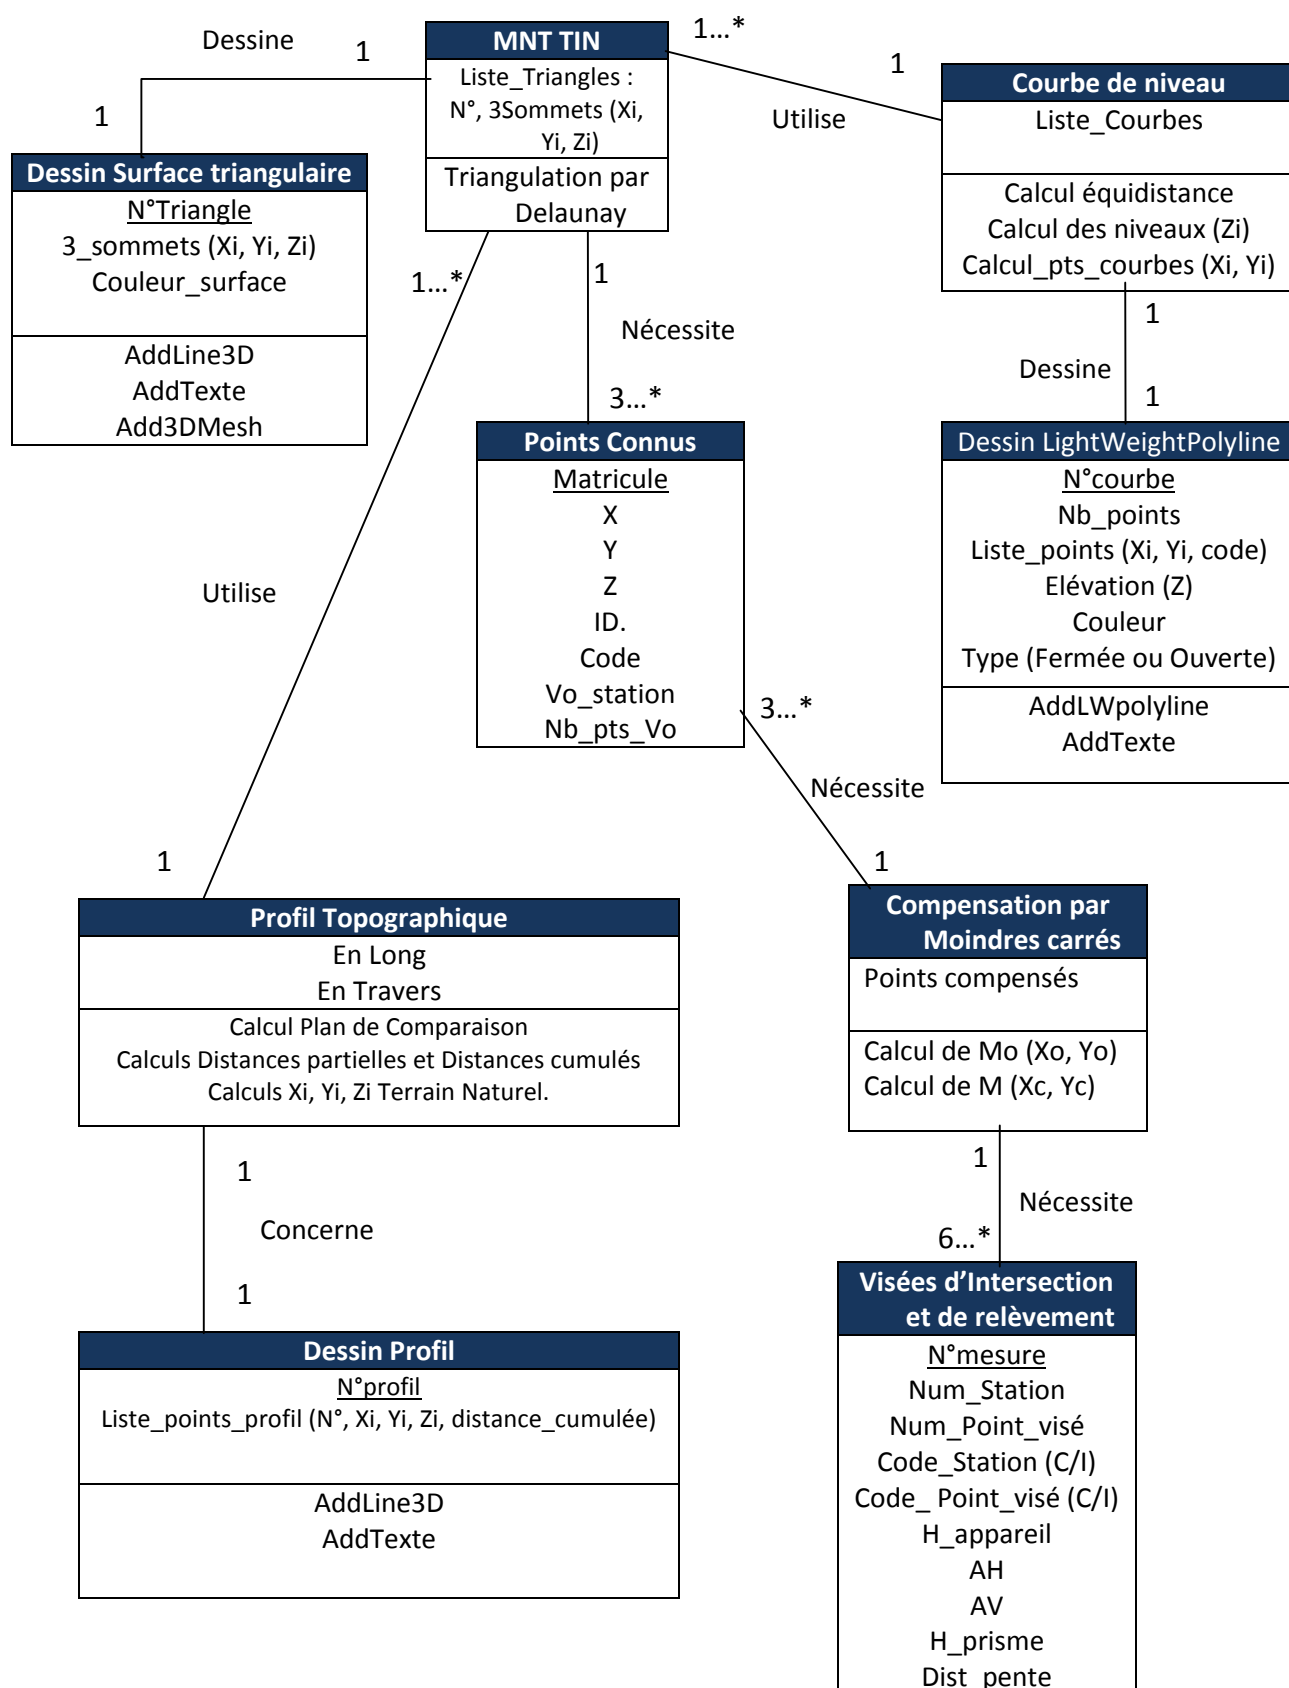 Dessine
1
1
MNT TIN
Liste_Triangles :
N°, 3Sommets (Xi,
Yi, Zi)
Triangulation par
Delaunay
1...*
1
Utilise
Courbe de niveau
Liste_Courbes
Calcul équidistance
Calcul des niveaux (Zi)
Calcul_pts_courbes (Xi, Yi)
Dessin Surface triangulaire
N°Triangle
3_sommets (Xi, Yi, Zi)
Couleur_surface
AddLine3D
AddTexte
Add3DMesh
1...*
1
Nécessite
3...*
1
Dessine
1
Points Connus
Matricule
X
Y
Z
ID.
Code
Vo_station
Nb_pts_Vo
Dessin LightWeightPolyline
N°courbe
Nb_points
Liste_points (Xi, Yi, code)
Elévation (Z)
Couleur
Type (Fermée ou Ouverte)
AddLWpolyline
AddTexte
Utilise
3...*
Nécessite
1
1
Profil Topographique
En Long
En Travers
Calcul Plan de Comparaison
Calculs Distances partielles et Distances cumulés
Calculs Xi, Yi, Zi Terrain Naturel.
Compensation par
Moindres carrés
Points compensés
Calcul de Mo (Xo, Yo)
Calcul de M (Xc, Yc)
1
Concerne
1
1
Nécessite
6...*
Dessin Profil
N°profil
Liste_points_profil (N°, Xi, Yi, Zi, distance_cumulée)
AddLine3D
AddTexte
Visées d’Intersection
et de relèvement
N°mesure
Num_Station
Num_Point_visé
Code_Station (C/I)
Code_ Point_visé (C/I)
H_appareil
AH
AV
H_prisme
Dist_pente